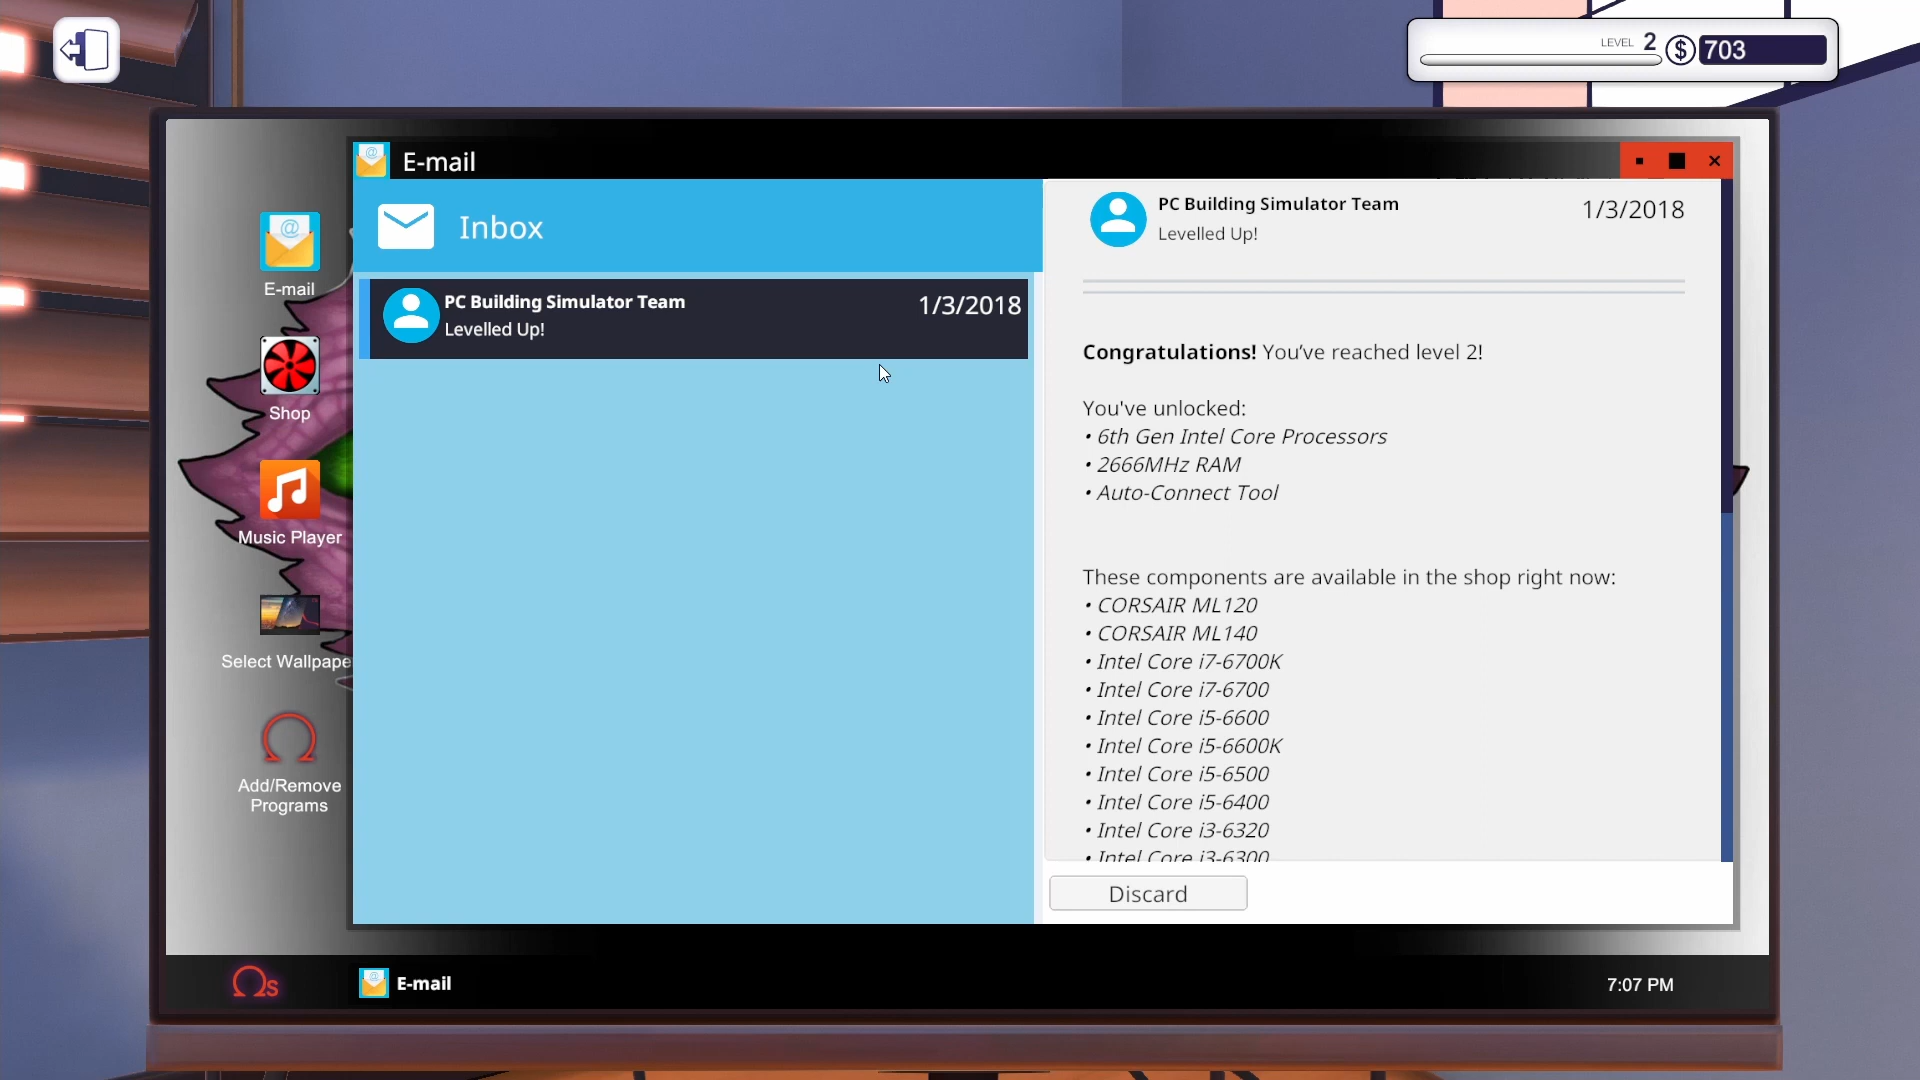 LEVEL 2 $ 703
E-mail
Inbox
PC Building Simulator Team
1/3/2018
Levelled Up!
PC Building Simulator Team
1/3/2018
Levelled Up!
Congratulations! You've reached level 2!
You've unlocked:
• 6th Gen Intel Core Processors
• 2666MHz RAM
• Auto-Connect Tool
These components are available in the shop right now:
• CORSAIR ML120
• CORSAIR ML140
• Intel Core i7-6700K
• Intel Core i7-6700
• Intel Core i5-6600
• Intel Core i5-6600K
• Intel Core i5-6500
• Intel Core i5-6400
• Intel Core i3-6320
• Intel Core i3-6300
Discard
E-mail
Shop
Music Player
Select Wallpape
Add/Remove
Programs
Ωs
E-mail
7:07 PM